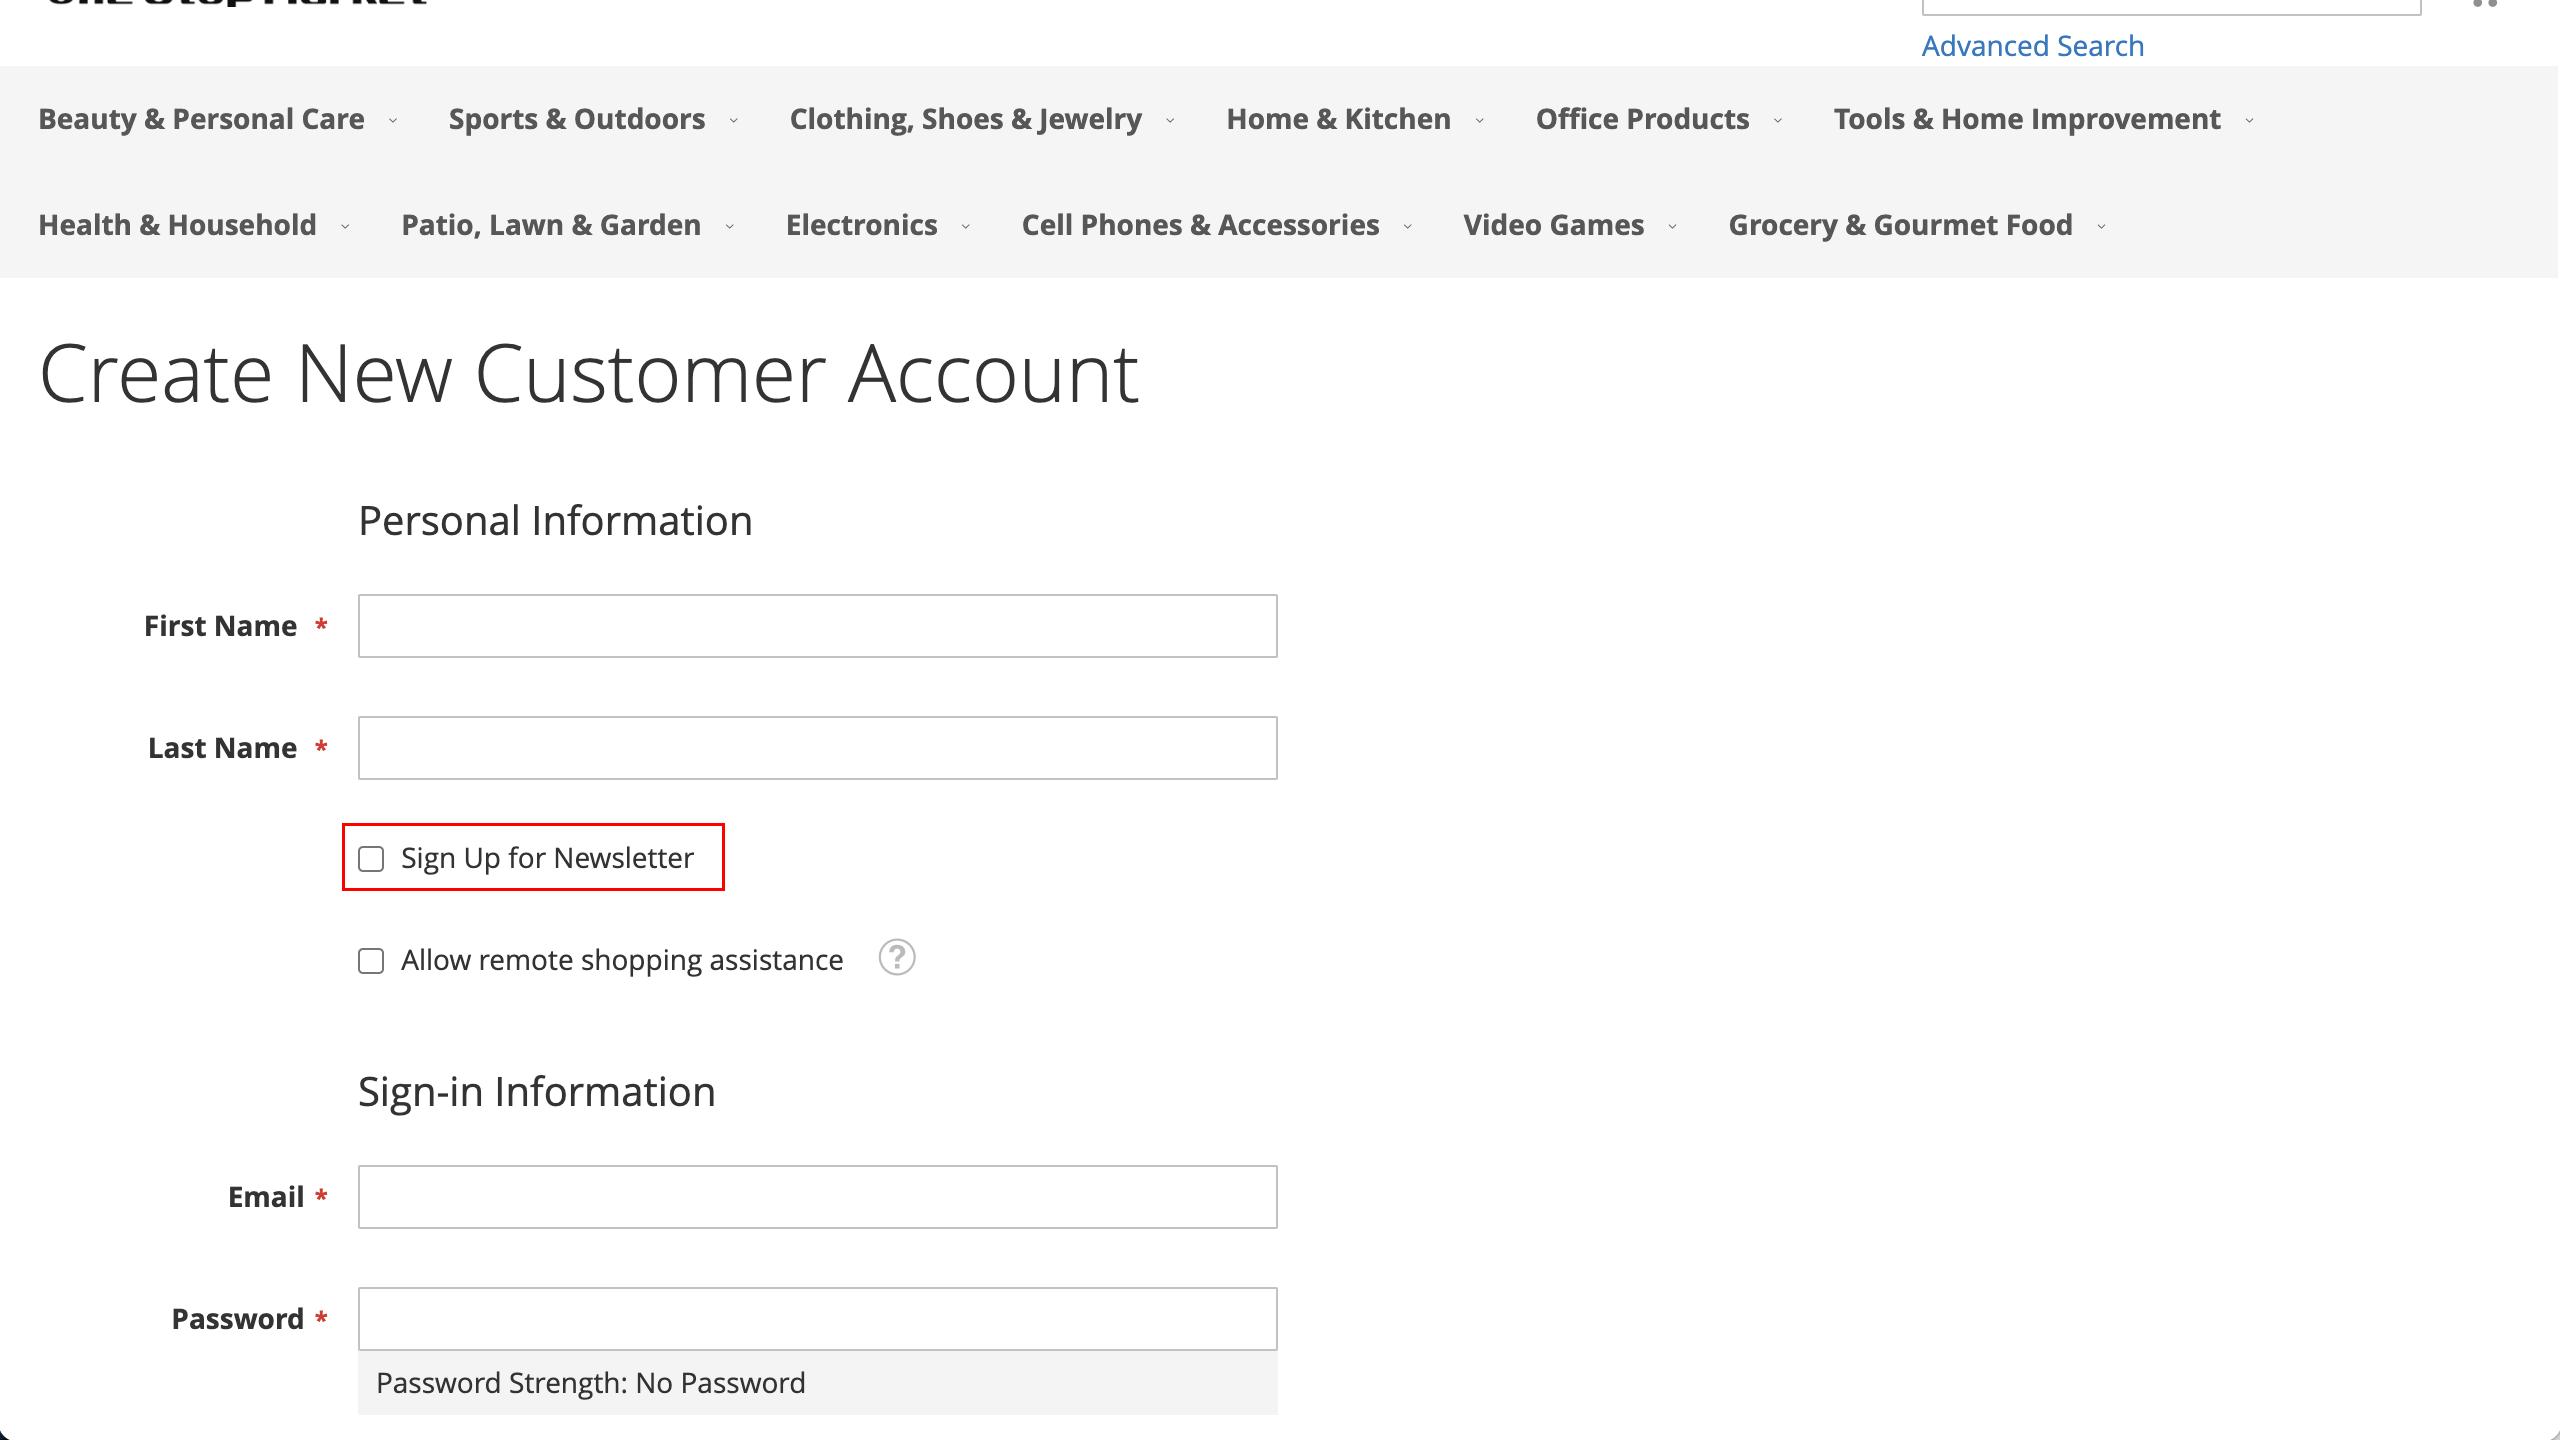 One Stop Market
Advanced Search
Beauty & Personal Care Sports & Outdoors Clothing, Shoes & Jewelry Home & Kitchen Office Products Tools & Home Improvement
Health & Household Patio, Lawn & Garden Electronics Cell Phones & Accessories Video Games Grocery & Gourmet Food
Create New Customer Account
Personal Information
First Name *
Last Name *
Sign Up for Newsletter
Allow remote shopping assistance ?
Sign-in Information
Email *
Password *
Password Strength: No Password